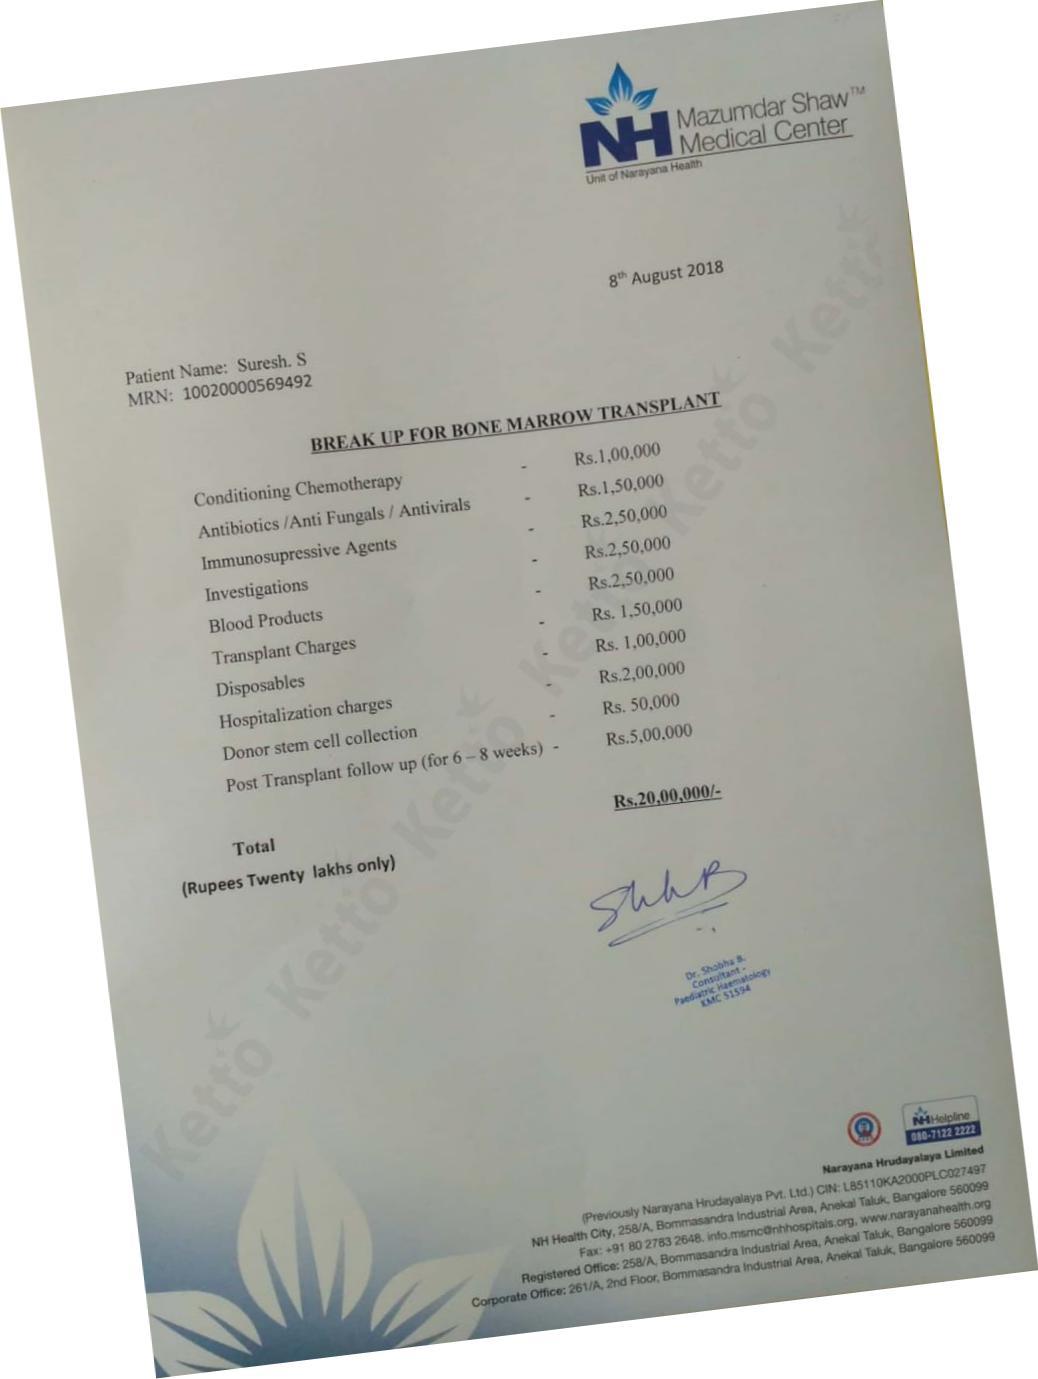 NH Mazumdar Shaw™
Medical Center
Unit of Narayana Health
8th August 2018
Patient Name: Suresh. S
MRN: 10020000569492
BREAK UP FOR BONE MARROW TRANSPLANT
Conditioning Chemotherapy - Rs.1,00,000
Antibiotics /Anti Fungals / Antivirals - Rs.1,50,000
Immunosupressive Agents - Rs.2,50,000
Investigations - Rs.2,50,000
Blood Products - Rs.2,50,000
Transplant Charges - Rs. 1,50,000
Disposables - Rs. 1,00,000
Hospitalization charges - Rs.2,00,000
Donor stem cell collection - Rs. 50,000
Post Transplant follow up (for 6 – 8 weeks) - Rs.5,00,000
Total Rs.20,00,000/-
(Rupees Twenty lakhs only)
Dr. Shobha B.
Consultant -
Paediatric Haematology
KMC 51594
NH Helpline
080-7122 2222
Narayana Hrudayalaya Limited
(Previously Narayana Hrudayalaya Pvt. Ltd.) CIN: L85110KA2000PLC027497
NH Health City, 258/A, Bommasandra Industrial Area, Anekal Taluk, Bangalore 560099
Fax: +91 80 2783 2648. info.msmc@nhhospitals.org, www.narayanahealth.org
Registered Office: 258/A, Bommasandra Industrial Area, Anekal Taluk, Bangalore 560099
Corporate Office: 261/A, 2nd Floor, Bommasandra Industrial Area, Anekal Taluk, Bangalore 560099
Ketto Ketto Ketto Ketto Ketto Ketto Ketto